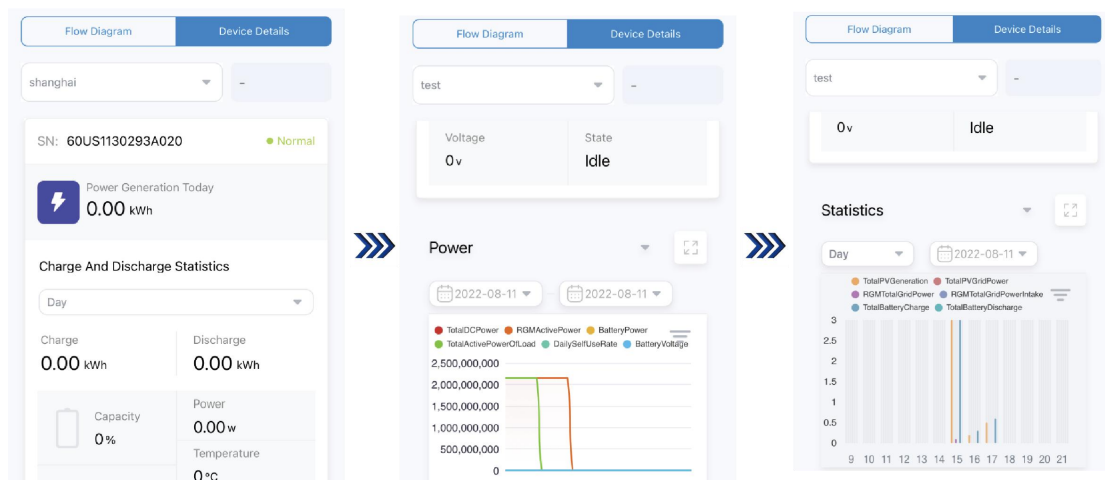 Flow Diagram Device Details
shanghai -
SN: 60US1130293A020 Normal
Power Generation Today
0.00 kWh
Charge And Discharge Statistics
Day
Charge Discharge
0.00 kWh 0.00 kWh
Capacity
0 %
Power
0.00 w
Temperature
0 °C
Flow Diagram Device Details
test -
Voltage State
0 v Idle
Power
2022-08-11 - 2022-08-11
TotalDCPower RGMActivePower BatteryPower
TotalActivePowerOfLoad DailySelfUseRate BatteryVoltage
2,500,000,000
2,000,000,000
1,500,000,000
1,000,000,000
500,000,000
0
Flow Diagram Device Details
test -
0 v Idle
Statistics
Day 2022-08-11
TotalPVGeneration TotalPVGridPower
RGMTotalGridPower RGMTotalGridPowerIntake
TotalBatteryCharge TotalBatteryDischarge
3
2.5
2
1.5
1
0.5
0
9 10 11 12 13 14 15 16 17 18 19 20 21